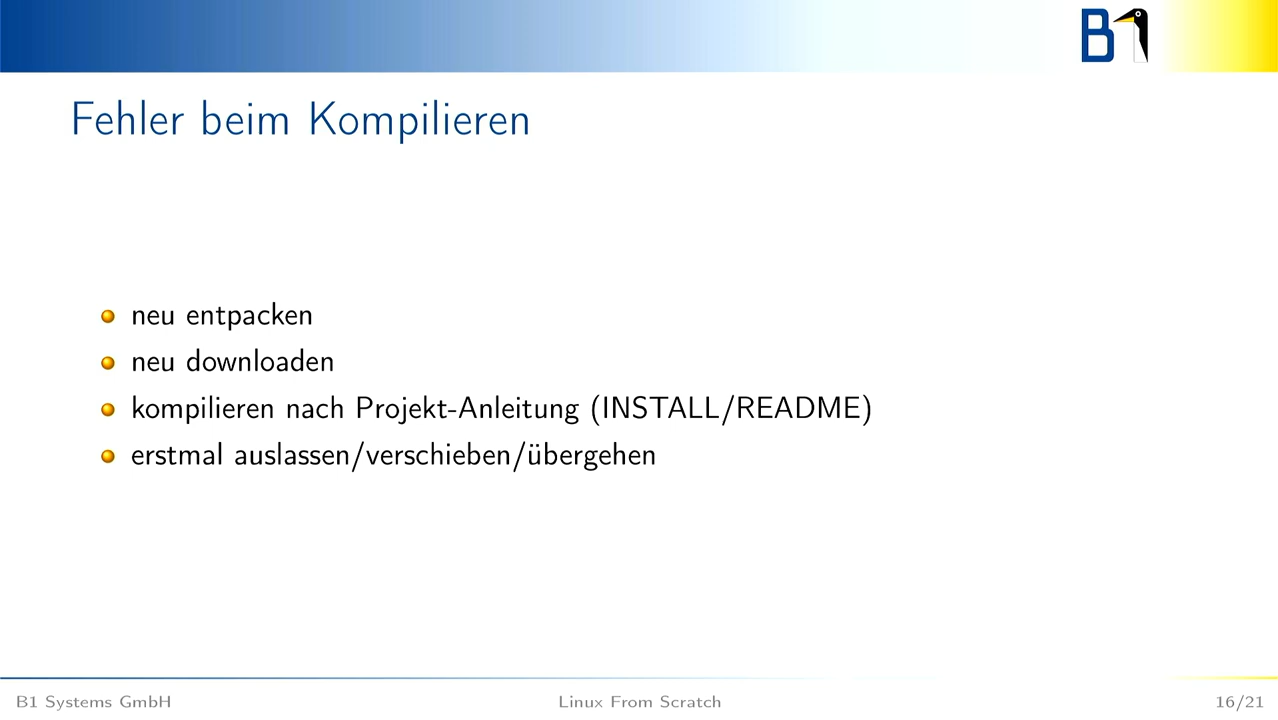 B1
Fehler beim Kompilieren
neu entpacken
neu downloaden
kompilieren nach Projekt-Anleitung (INSTALL/README)
erstmal auslassen/verschieben/übergehen
B1 Systems GmbH
Linux From Scratch
16/21